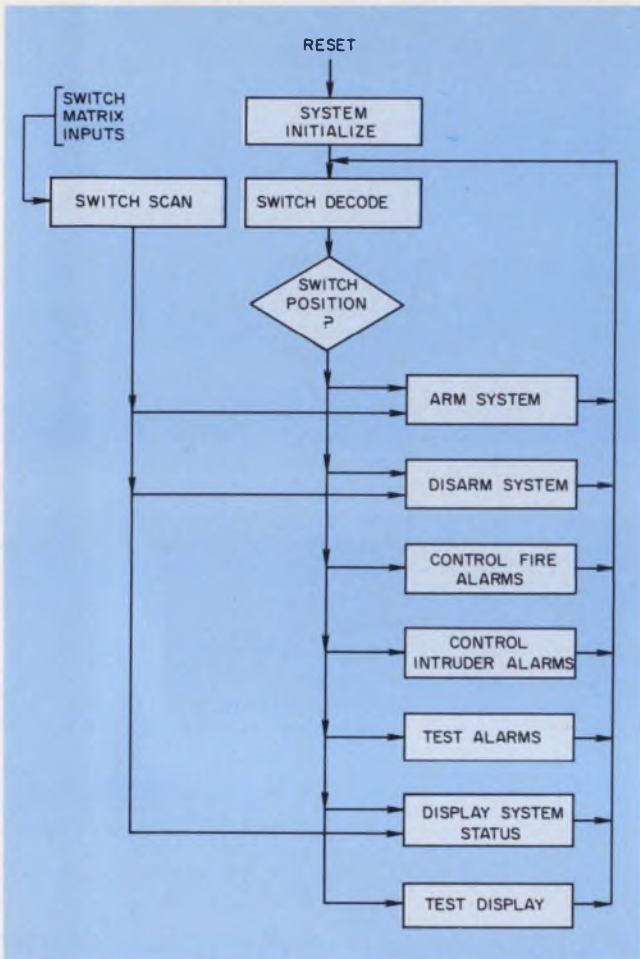 RESET
SWITCH
MATRIX
INPUTS
SYSTEM
INITIALIZE
SWITCH SCAN
SWITCH DECODE
SWITCH
POSITION
?
ARM SYSTEM
DISARM SYSTEM
CONTROL FIRE
ALARMS
CONTROL
INTRUDER ALARMS
TEST ALARMS
DISPLAY SYSTEM
STATUS
TEST DISPLAY